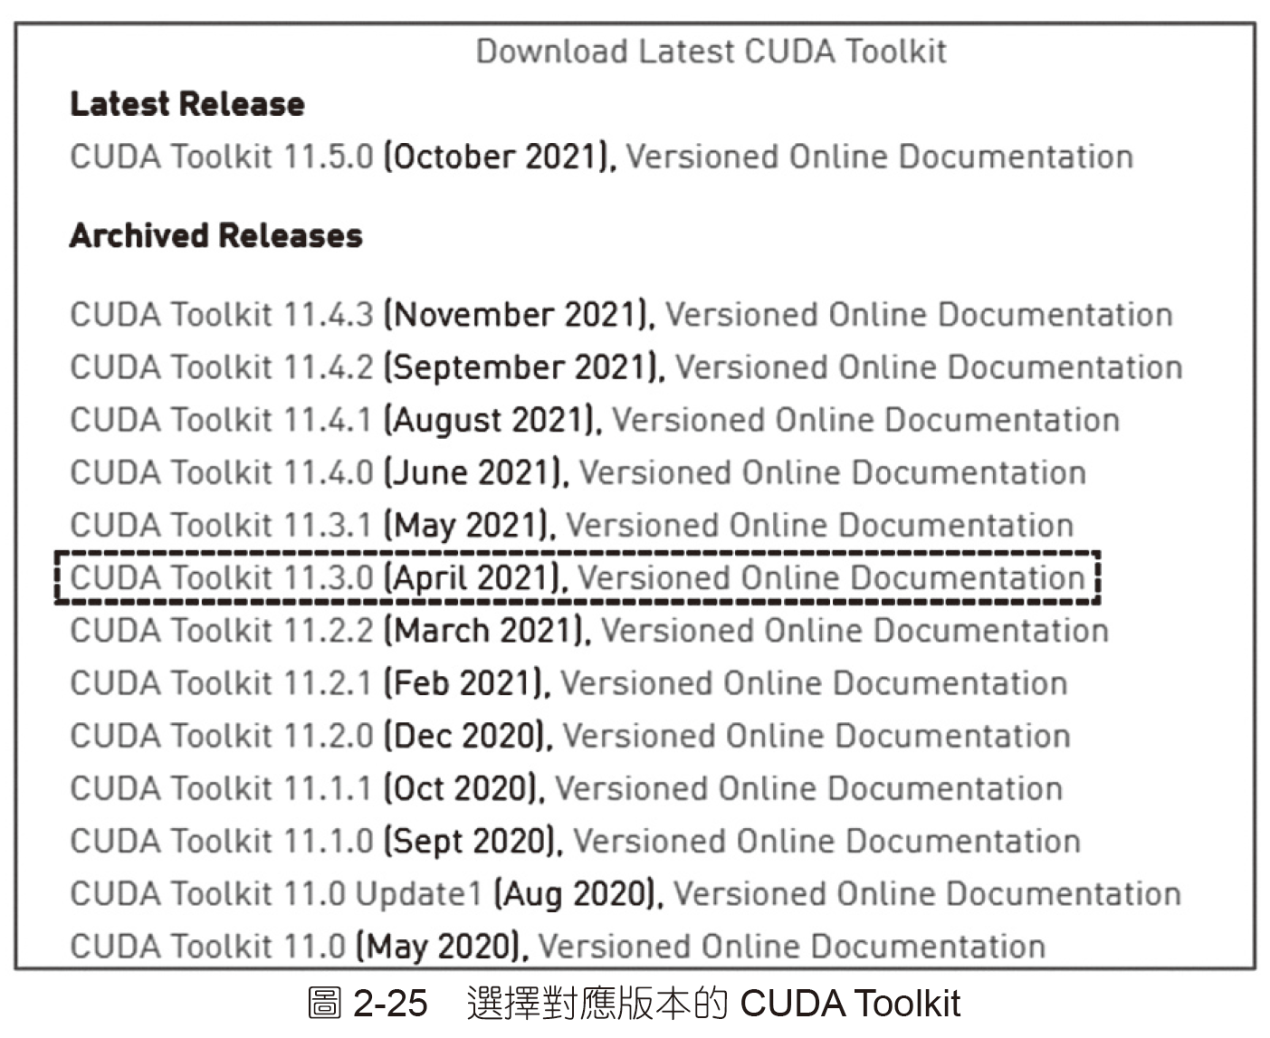 Download Latest CUDA Toolkit
Latest Release
CUDA Toolkit 11.5.0 (October 2021), Versioned Online Documentation
Archived Releases
CUDA Toolkit 11.4.3 (November 2021), Versioned Online Documentation
CUDA Toolkit 11.4.2 (September 2021), Versioned Online Documentation
CUDA Toolkit 11.4.1 (August 2021), Versioned Online Documentation
CUDA Toolkit 11.4.0 (June 2021), Versioned Online Documentation
CUDA Toolkit 11.3.1 (May 2021), Versioned Online Documentation
CUDA Toolkit 11.3.0 (April 2021), Versioned Online Documentation
CUDA Toolkit 11.2.2 (March 2021), Versioned Online Documentation
CUDA Toolkit 11.2.1 (Feb 2021), Versioned Online Documentation
CUDA Toolkit 11.2.0 (Dec 2020), Versioned Online Documentation
CUDA Toolkit 11.1.1 (Oct 2020), Versioned Online Documentation
CUDA Toolkit 11.1.0 (Sept 2020), Versioned Online Documentation
CUDA Toolkit 11.0 Update1 (Aug 2020), Versioned Online Documentation
CUDA Toolkit 11.0 (May 2020), Versioned Online Documentation
圖 2-25 選擇對應版本的 CUDA Toolkit